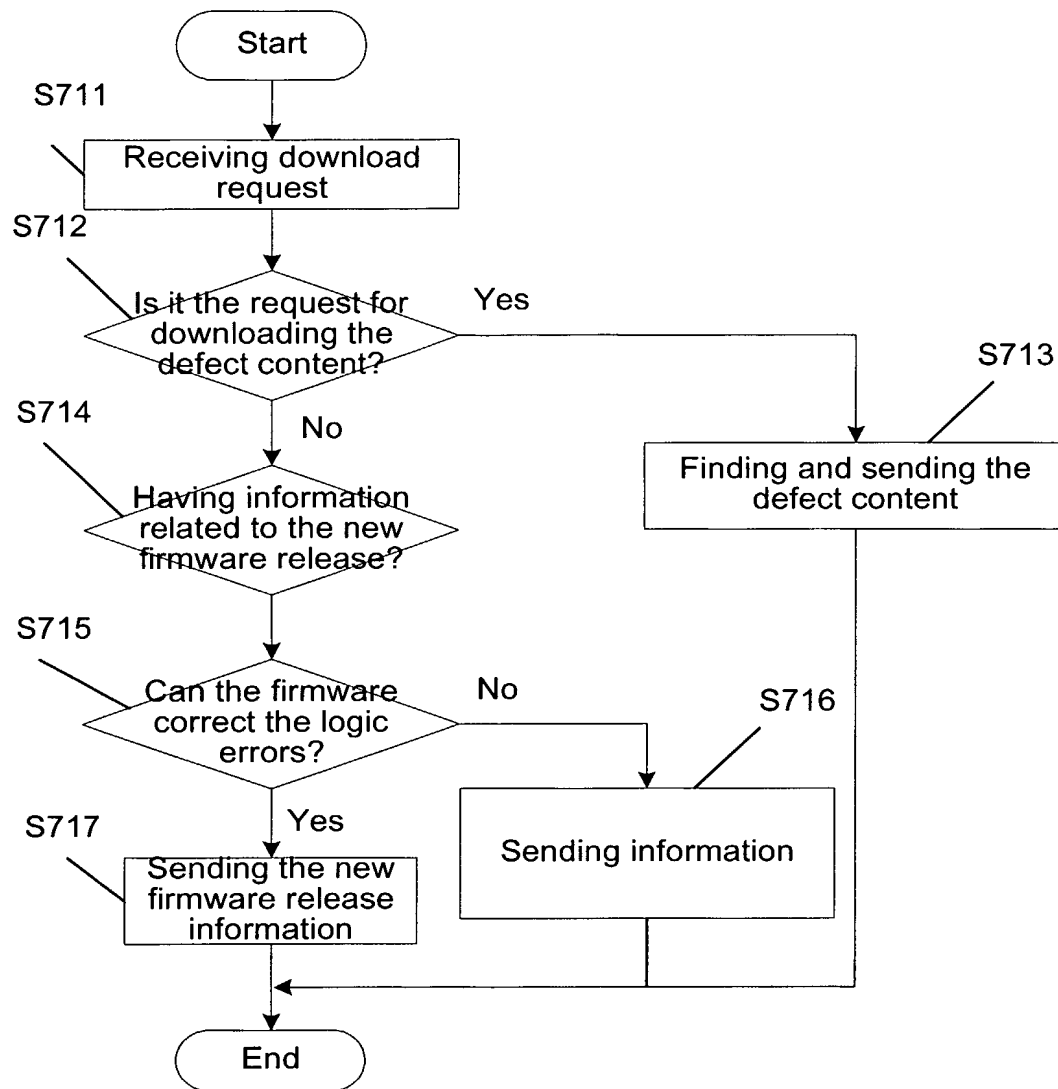 Start
S711
Receiving download
request
S712
Is it the request for
downloading the
defect content?
Yes
S713
Finding and sending the
defect content
No
S714
Having information
related to the new
firmware release?
S715
Can the firmware
correct the logic
errors?
No
S716
Sending information
Yes
S717
Sending the new
firmware release
information
End